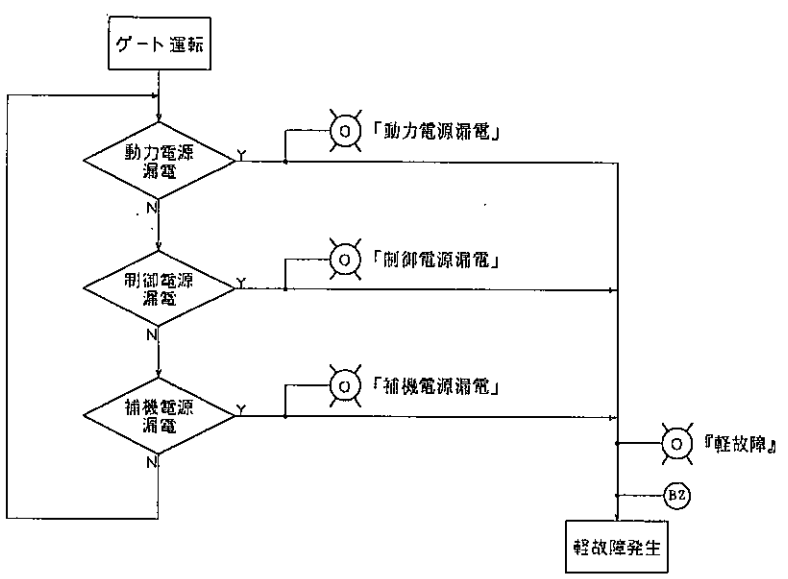 ゲート運転
動力電源
漏電
Y
N
「動力電源漏電」
制御電源
漏電
Y
N
「制御電源漏電」
補機電源
漏電
Y
N
「補機電源漏電」
『軽故障』
BZ
軽故障発生
O
O
O
O